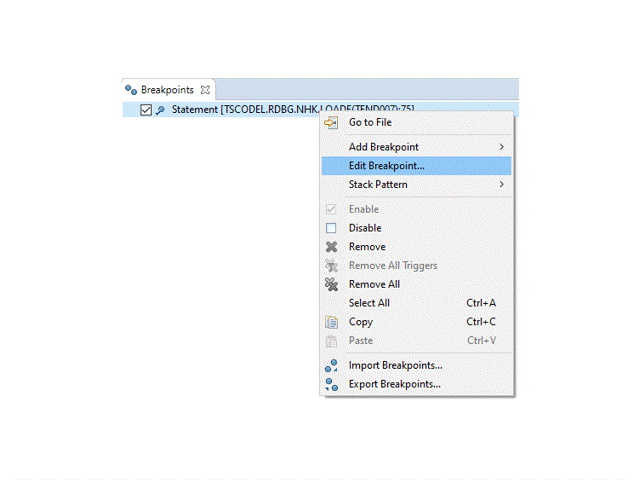 Breakpoints
Statement [TSCODEL.RDBG.NHK.LOADE(TEND007):75]
Go to File
Add Breakpoint
Edit Breakpoint...
Stack Pattern
Enable
Disable
Remove
Remove All Triggers
Remove All
Select All Ctrl+A
Copy Ctrl+C
Paste Ctrl+V
Import Breakpoints...
Export Breakpoints...